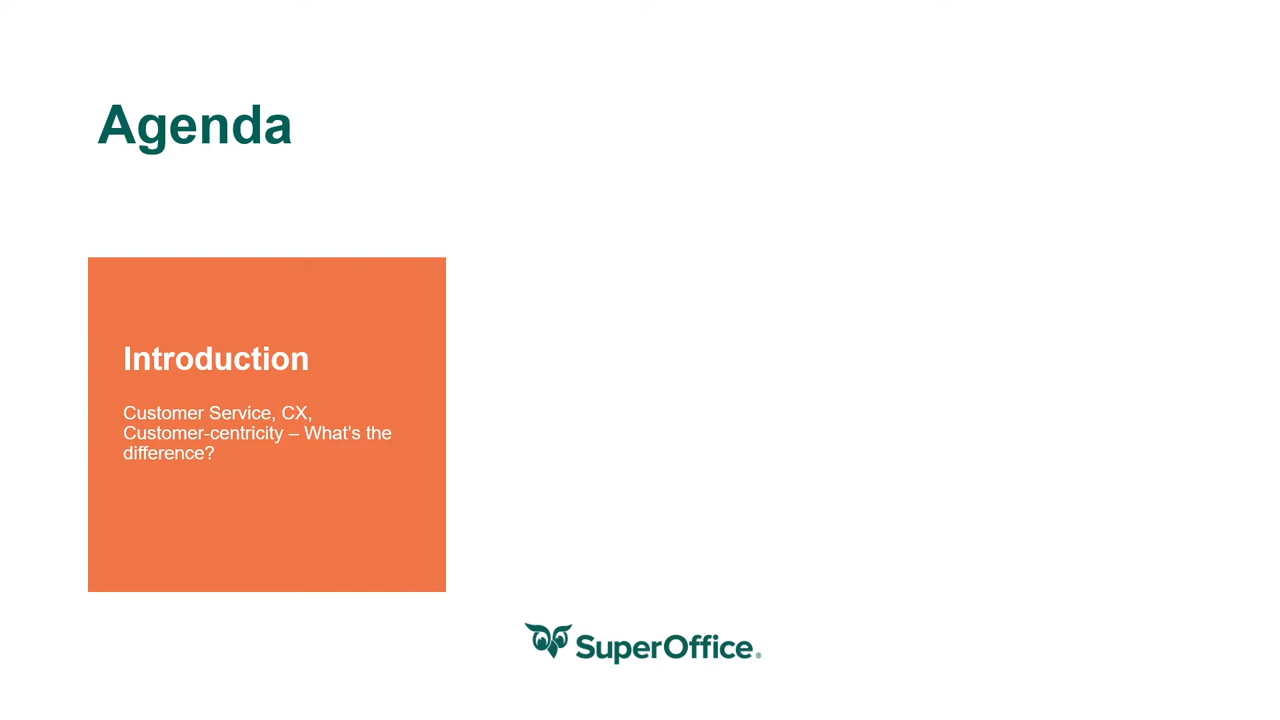 Agenda
Introduction
Customer Service, CX,
Customer-centricity – What’s the
difference?
SuperOffice®